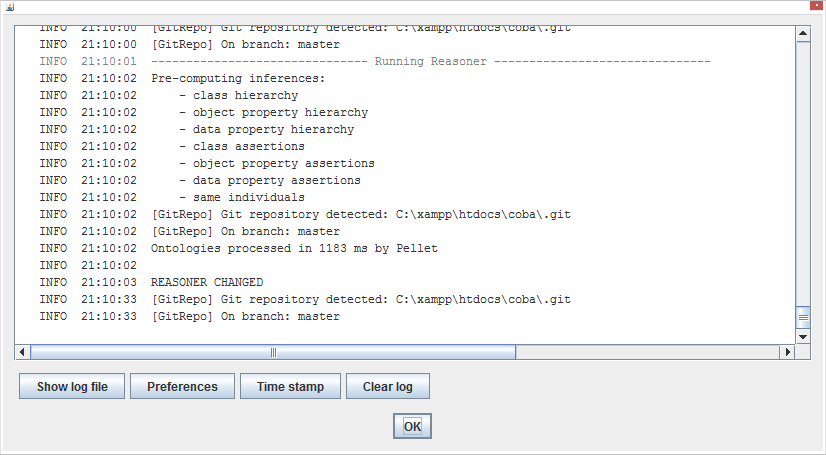 INFO 21:10:00 [GitRepo] Git repository detected: C:\xampp\htdocs\coba\.git
INFO 21:10:00 [GitRepo] On branch: master
INFO 21:10:01 ------------------------------- Running Reasoner -------------------------------
INFO 21:10:02 Pre-computing inferences:
INFO 21:10:02 - class hierarchy
INFO 21:10:02 - object property hierarchy
INFO 21:10:02 - data property hierarchy
INFO 21:10:02 - class assertions
INFO 21:10:02 - object property assertions
INFO 21:10:02 - data property assertions
INFO 21:10:02 - same individuals
INFO 21:10:02 [GitRepo] Git repository detected: C:\xampp\htdocs\coba\.git
INFO 21:10:02 [GitRepo] On branch: master
INFO 21:10:02 Ontologies processed in 1183 ms by Pellet
INFO 21:10:02
INFO 21:10:03 REASONER CHANGED
INFO 21:10:33 [GitRepo] Git repository detected: C:\xampp\htdocs\coba\.git
INFO 21:10:33 [GitRepo] On branch: master
Show log file Preferences Time stamp Clear log
OK